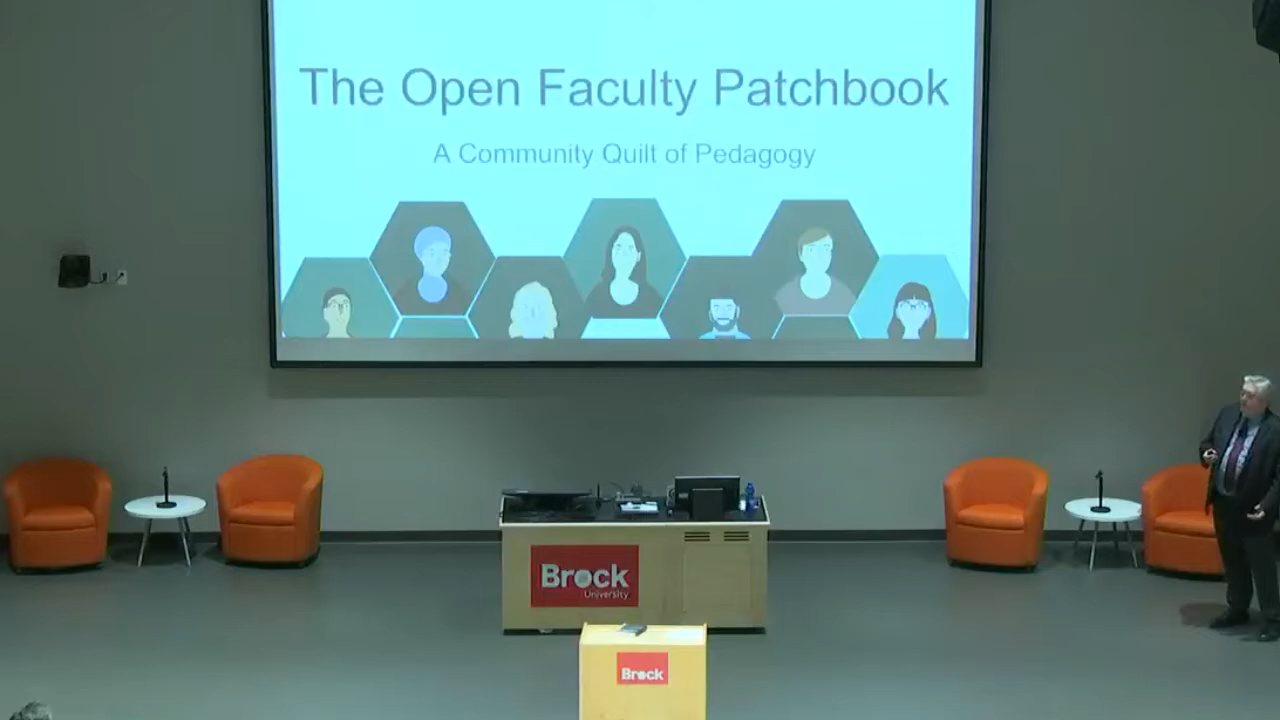 The Open Faculty Patchbook
A Community Quilt of Pedagogy
Brock
University
Brock